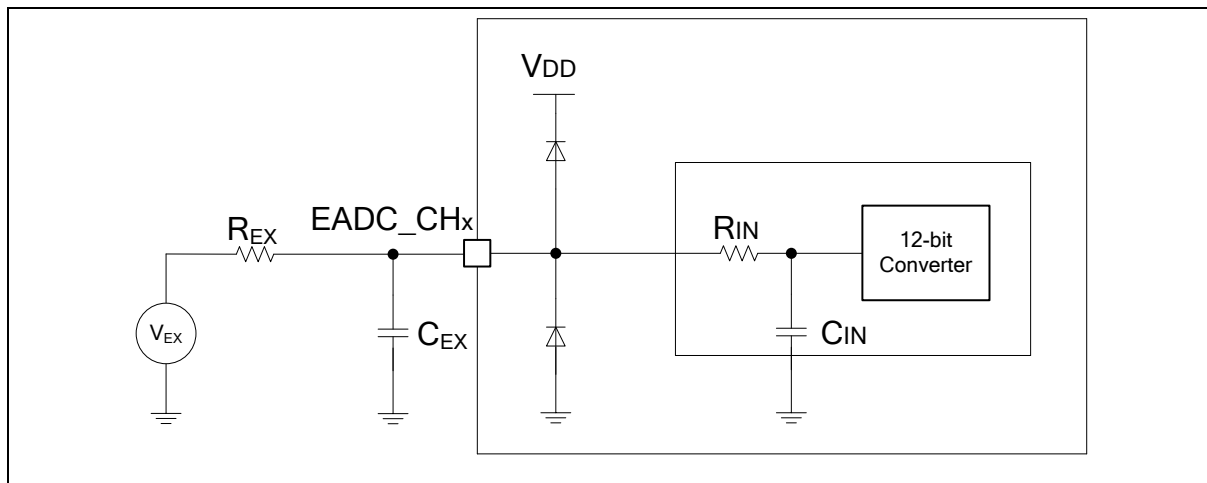 VDD
EADC_CHx
REX
RIN
12-bit
Converter
VEX
CEX
CIN